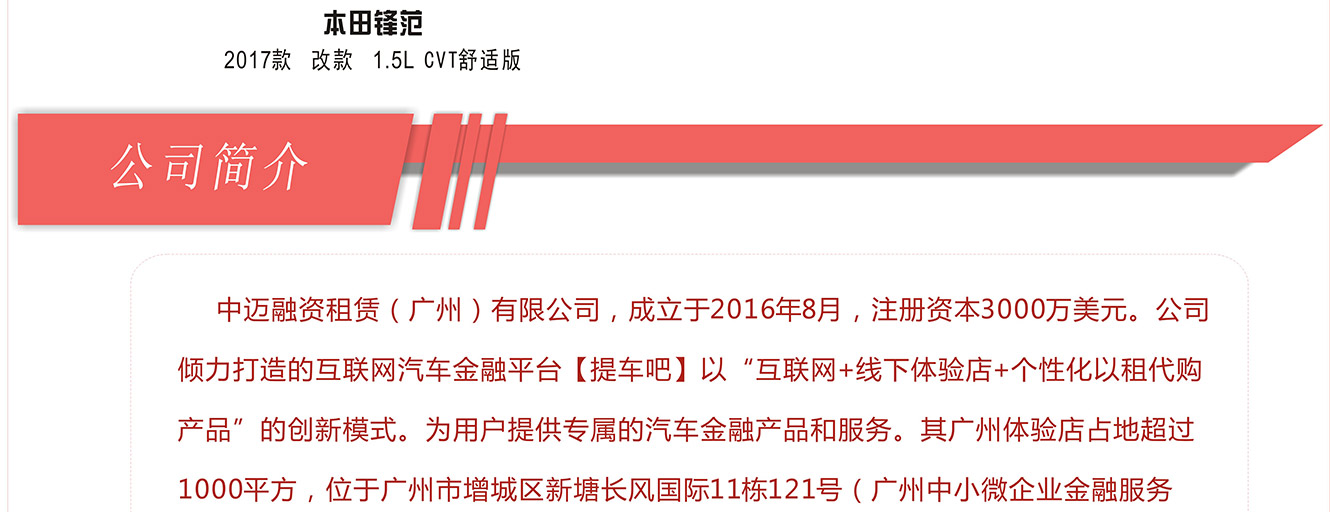 本田锋范
2017款 改款 1.5L CVT舒适版
公司简介
中迈融资租赁（广州）有限公司，成立于2016年8月，注册资本3000万美元。公司
倾力打造的互联网汽车金融平台【提车吧】以“互联网+线下体验店+个性化以租代购
产品”的创新模式。为用户提供专属的汽车金融产品和服务。其广州体验店占地超过
1000平方，位于广州市增城区新塘长风国际11栋121号（广州中小微企业金融服务